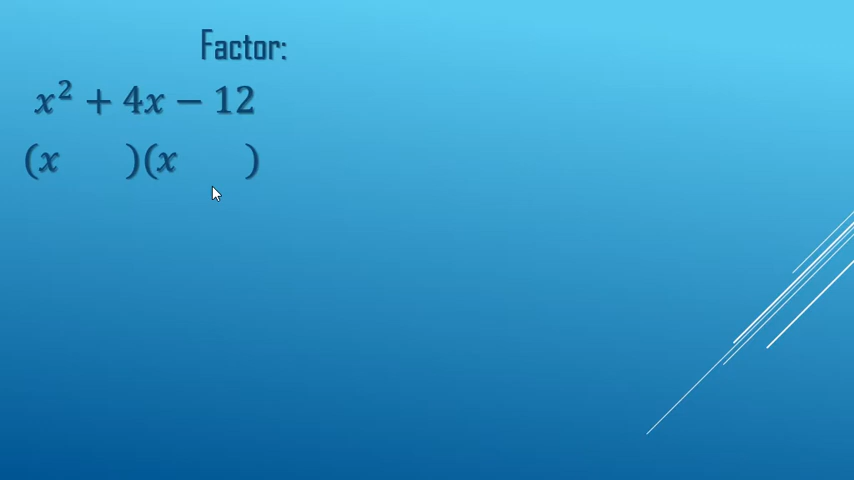 Factor:
x² + 4x − 12
(x )(x )